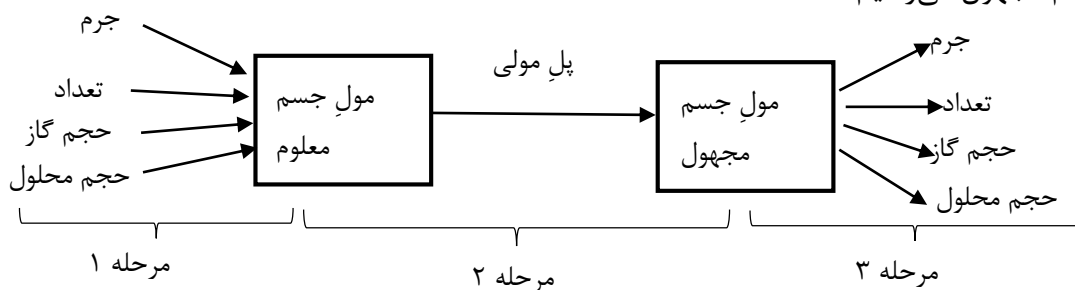 جرم
تعداد
حجم گاز
حجم محلول
مولِ جسم
معلوم
پلِ مولی
مولِ جسم
مجهول
جرم
تعداد
حجم گاز
حجم محلول
مرحله ۱
مرحله ۲
مرحله ۳